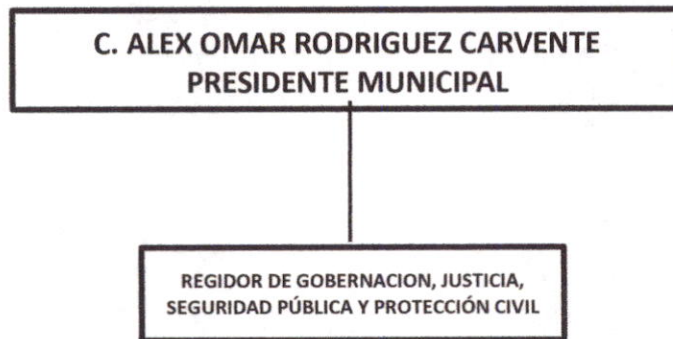 C. ALEX OMAR RODRIGUEZ CARVENTE
PRESIDENTE MUNICIPAL
REGIDOR DE GOBERNACION, JUSTICIA,
SEGURIDAD PÚBLICA Y PROTECCIÓN CIVIL